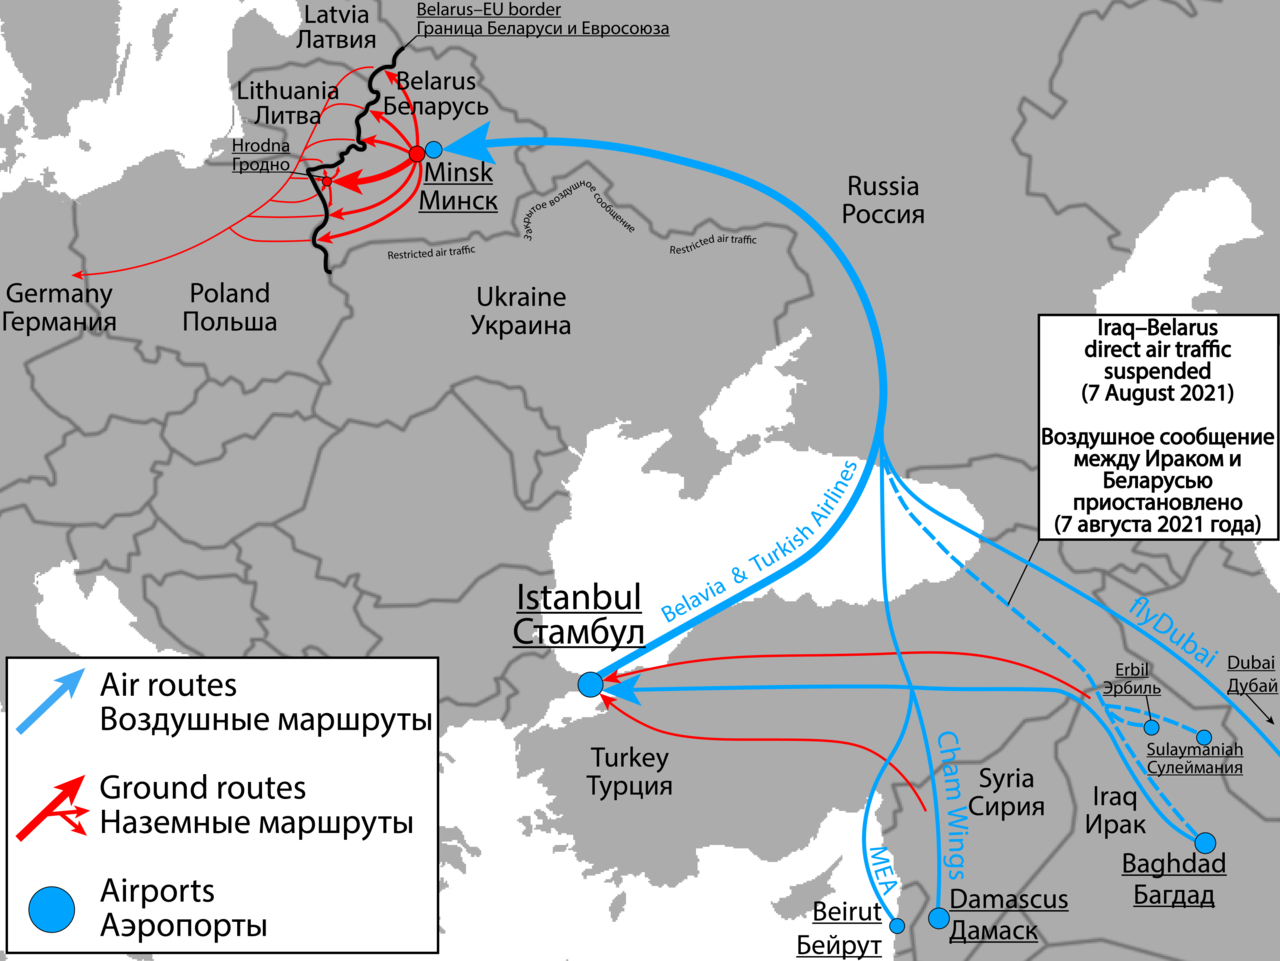 Latvia
Латвия
Belarus–EU border
Граница Беларуси и Евросоюза
Lithuania
Литва
Belarus
Беларусь
Hrodna
Гродно
Minsk
Минск
Russia
Россия
Закрытое воздушное сообщение
Restricted air traffic
Restricted air traffic
Germany
Германия
Poland
Польша
Ukraine
Украина
Iraq–Belarus
direct air traffic
suspended
(7 August 2021)
Воздушное сообщение
между Ираком и
Беларусью
приостановлено
(7 августа 2021 года)
Belavia & Turkish Airlines
Istanbul
Стамбул
flyDubai
Dubai
Дубай
Erbil
Эрбиль
Sulaymaniah
Сулеймания
Turkey
Турция
Cham Wings
Syria
Сирия
Iraq
Ирак
MEA
Baghdad
Багдад
Beirut
Бейрут
Damascus
Дамаск
Air routes
Воздушные маршруты
Ground routes
Наземные маршруты
Airports
Аэропорты